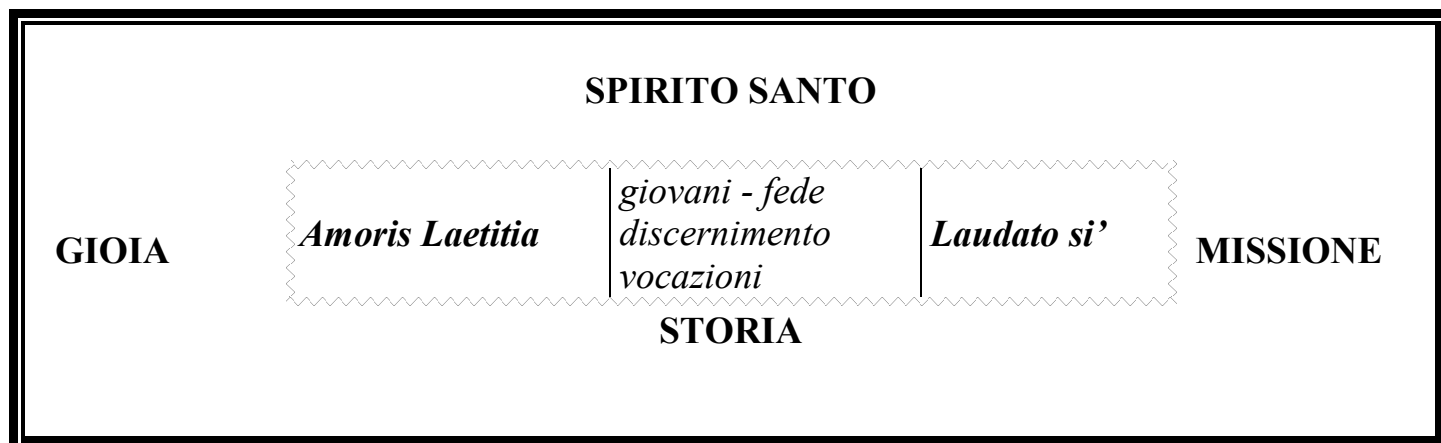 SPIRITO SANTO
GIOIA
Amoris Laetitia
giovani - fede
discernimento
vocazioni
Laudato si’
MISSIONE
STORIA